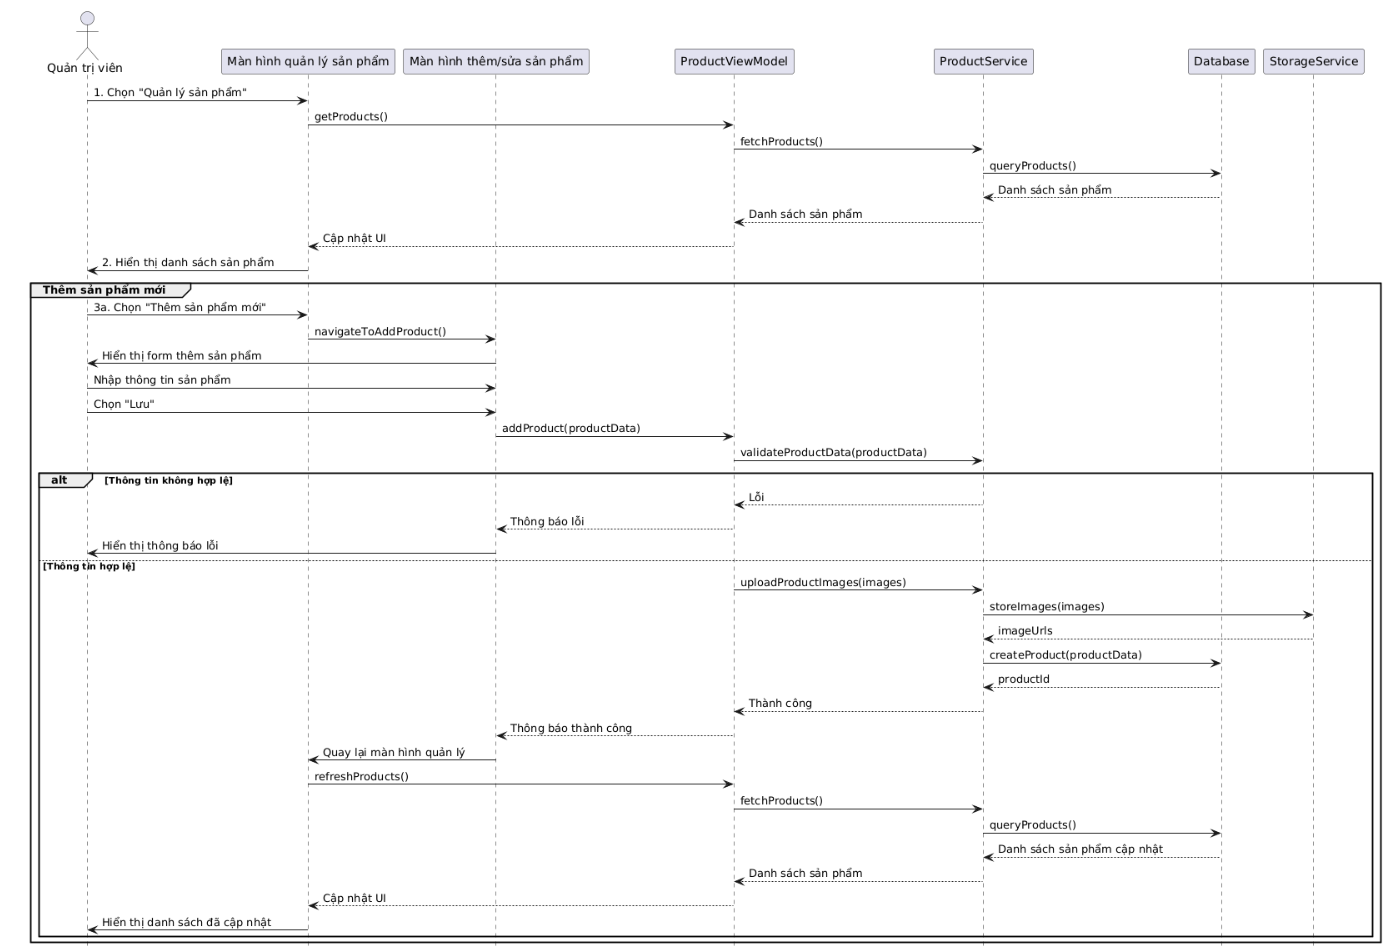 Quản trị viên
Màn hình quản lý sản phẩm
Màn hình thêm/sửa sản phẩm
ProductViewModel
ProductService
Database
StorageService
1. Chọn "Quản lý sản phẩm"
getProducts()
fetchProducts()
queryProducts()
Danh sách sản phẩm
Danh sách sản phẩm
Cập nhật UI
2. Hiển thị danh sách sản phẩm
Thêm sản phẩm mới
3a. Chọn "Thêm sản phẩm mới"
navigateToAddProduct()
Hiển thị form thêm sản phẩm
Nhập thông tin sản phẩm
Chọn "Lưu"
addProduct(productData)
validateProductData(productData)
alt [Thông tin không hợp lệ]
Lỗi
Thông báo lỗi
Hiển thị thông báo lỗi
[Thông tin hợp lệ]
uploadProductImages(images)
storeImages(images)
imageUrls
createProduct(productData)
productId
Thành công
Thông báo thành công
Quay lại màn hình quản lý
refreshProducts()
fetchProducts()
queryProducts()
Danh sách sản phẩm cập nhật
Danh sách sản phẩm
Cập nhật UI
Hiển thị danh sách đã cập nhật